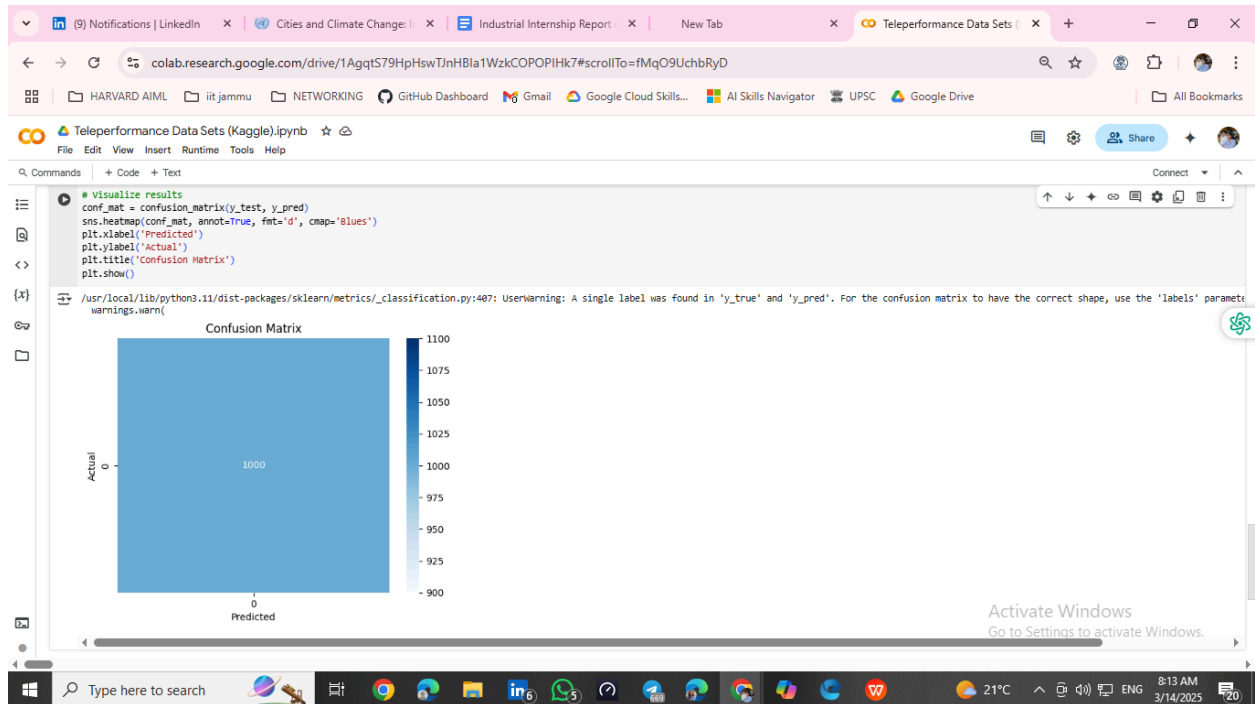 (9) Notifications | LinkedIn
Cities and Climate Change: I
Industrial Internship Report
New Tab
Teleperformance Data Sets (
colab.research.google.com/drive/1AgqtS79HpHswTJnHBIa1WzkCOPOPIHk7#scrollTo=fMqO9UchbRyD
HARVARD AIML
iit jammu
NETWORKING
GitHub Dashboard
Gmail
Google Cloud Skills...
AI Skills Navigator
UPSC
Google Drive
All Bookmarks
Teleperformance Data Sets (Kaggle).ipynb
Share
File Edit View Insert Runtime Tools Help
Commands + Code + Text
Connect
# Visualize results
conf_mat = confusion_matrix(y_test, y_pred)
sns.heatmap(conf_mat, annot=True, fmt='d', cmap='Blues')
plt.xlabel('Predicted')
plt.ylabel('Actual')
plt.title('Confusion Matrix')
plt.show()
/usr/local/lib/python3.11/dist-packages/sklearn/metrics/_classification.py:407: UserWarning: A single label was found in 'y_true' and 'y_pred'. For the confusion matrix to have the correct shape, use the 'labels' paramete
warnings.warn(
Confusion Matrix
1100
1075
1050
1025
1000
975
950
925
900
Actual
0
1000
0
Predicted
Activate Windows
Go to Settings to activate Windows.
Type here to search
6
5
669
21°C
ENG
8:13 AM
3/14/2025
20